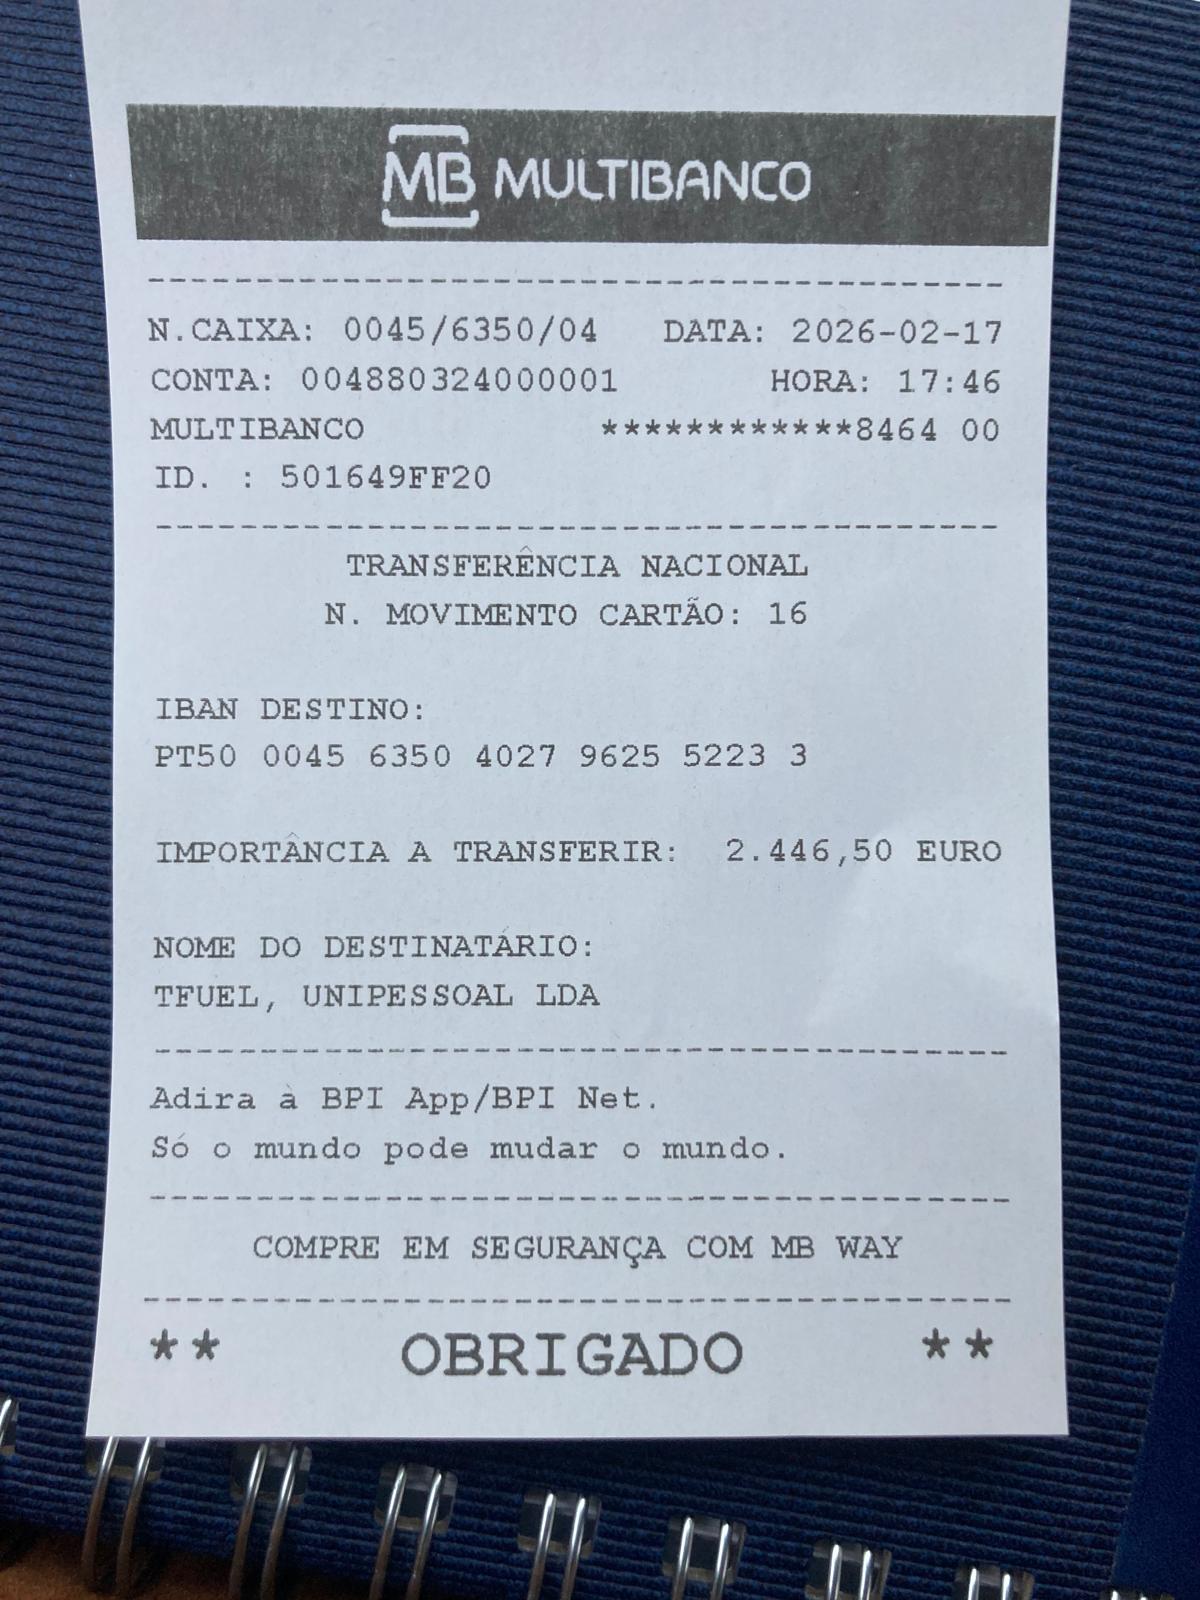 MB MULTIBANCO
N.CAIXA: 0045/6350/04 DATA: 2026-02-17
CONTA: 004880324000001 HORA: 17:46
MULTIBANCO ************8464 00
ID. : 501649FF20
TRANSFERÊNCIA NACIONAL
N. MOVIMENTO CARTÃO: 16
IBAN DESTINO:
PT50 0045 6350 4027 9625 5223 3
IMPORTÂNCIA A TRANSFERIR: 2.446,50 EURO
NOME DO DESTINATÁRIO:
TFUEL, UNIPESSOAL LDA
Adira à BPI App/BPI Net.
Só o mundo pode mudar o mundo.
COMPRE EM SEGURANÇA COM MB WAY
** OBRIGADO **